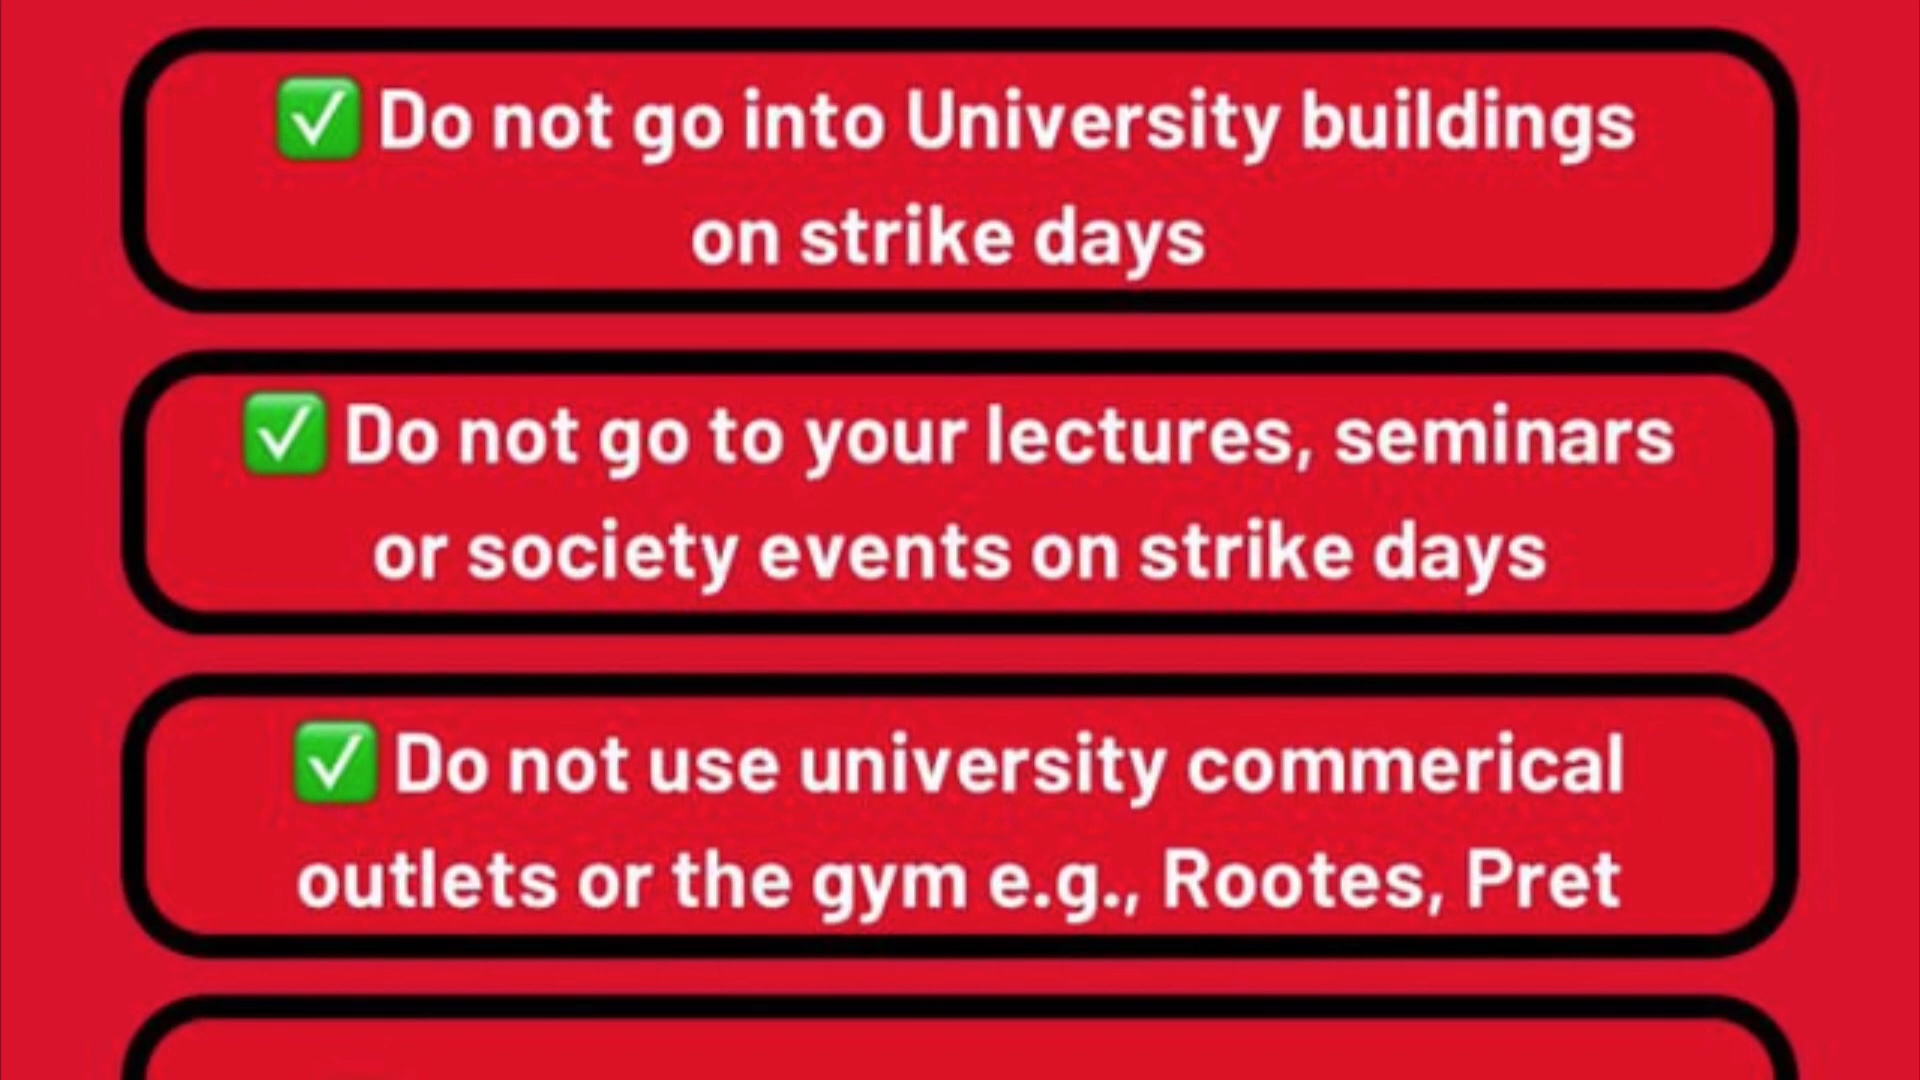 ✅ Do not go into University buildings
on strike days
✅ Do not go to your lectures, seminars
or society events on strike days
✅ Do not use university commerical
outlets or the gym e.g., Rootes, Pret